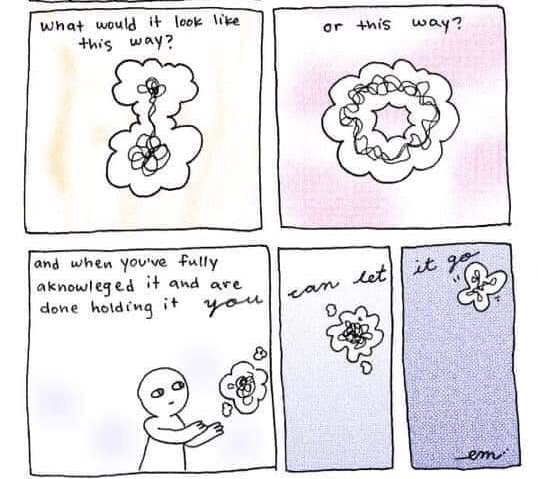 what would it look like
this way?
or this way?
and when you've fully
aknowleged it and are
done holding it you
can let
it go
em